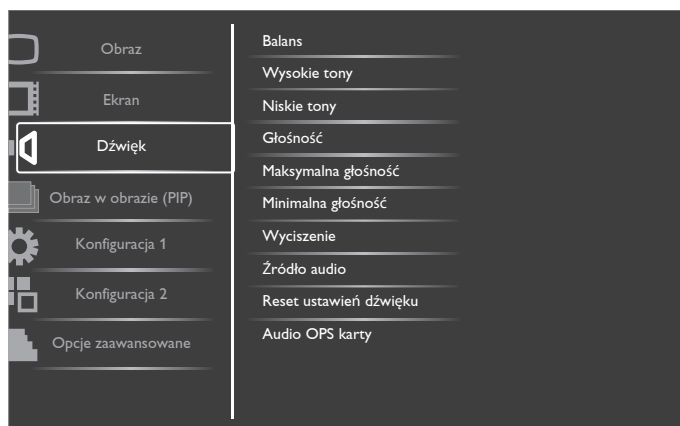 Obraz
Ekran
Dźwięk
Obraz w obrazie (PIP)
Konfiguracja 1
Konfiguracja 2
Opcje zaawansowane
Balans
Wysokie tony
Niskie tony
Głośność
Maksymalna głośność
Minimalna głośność
Wyciszenie
Źródło audio
Reset ustawień dźwięku
Audio OPS karty